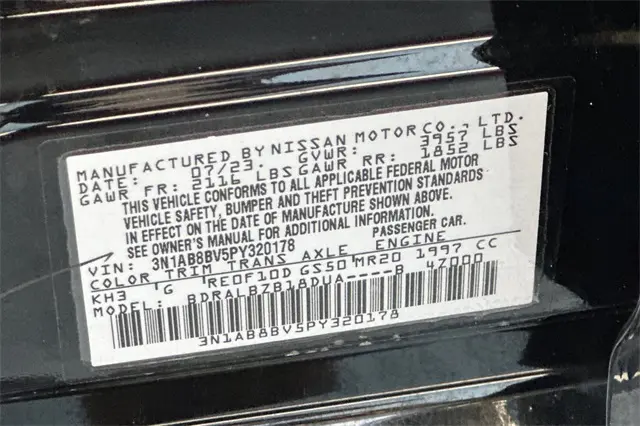 MANUFACTURED BY NISSAN MOTOR CO., LTD.
DATE: 07/23 GVWR: 3957 LBS
GAWR FR: 2116 LBS GAWR RR: 1852 LBS
THIS VEHICLE CONFORMS TO ALL APPLICABLE FEDERAL MOTOR
VEHICLE SAFETY, BUMPER AND THEFT PREVENTION STANDARDS
IN EFFECT ON THE DATE OF MANUFACTURE SHOWN ABOVE.
SEE OWNER'S MANUAL FOR ADDITIONAL INFORMATION.
VIN: 3N1AB8BV5PY320178 PASSENGER CAR.
COLOR TRIM TRANS AXLE ENGINE
KH3 G RE0F10D GS50 MR20 1997 CC
MODEL: BDRALBZB18DUA----B 47000
3N1AB8BV5PY320178